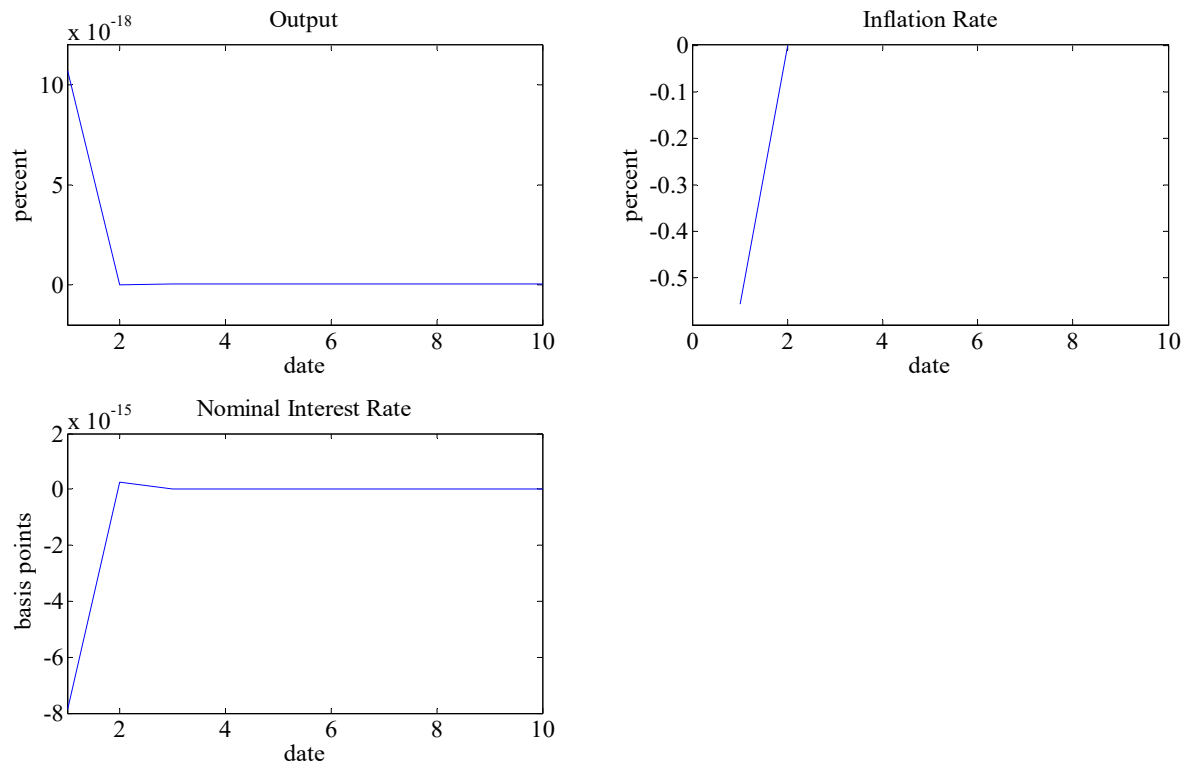 Output
x 10-18
10
5
0
percent
2 4 6 8 10
date
Inflation Rate
0
-0.1
-0.2
-0.3
-0.4
-0.5
percent
0 2 4 6 8 10
date
Nominal Interest Rate
x 10-15
2
0
-2
-4
-6
-8
basis points
2 4 6 8 10
date